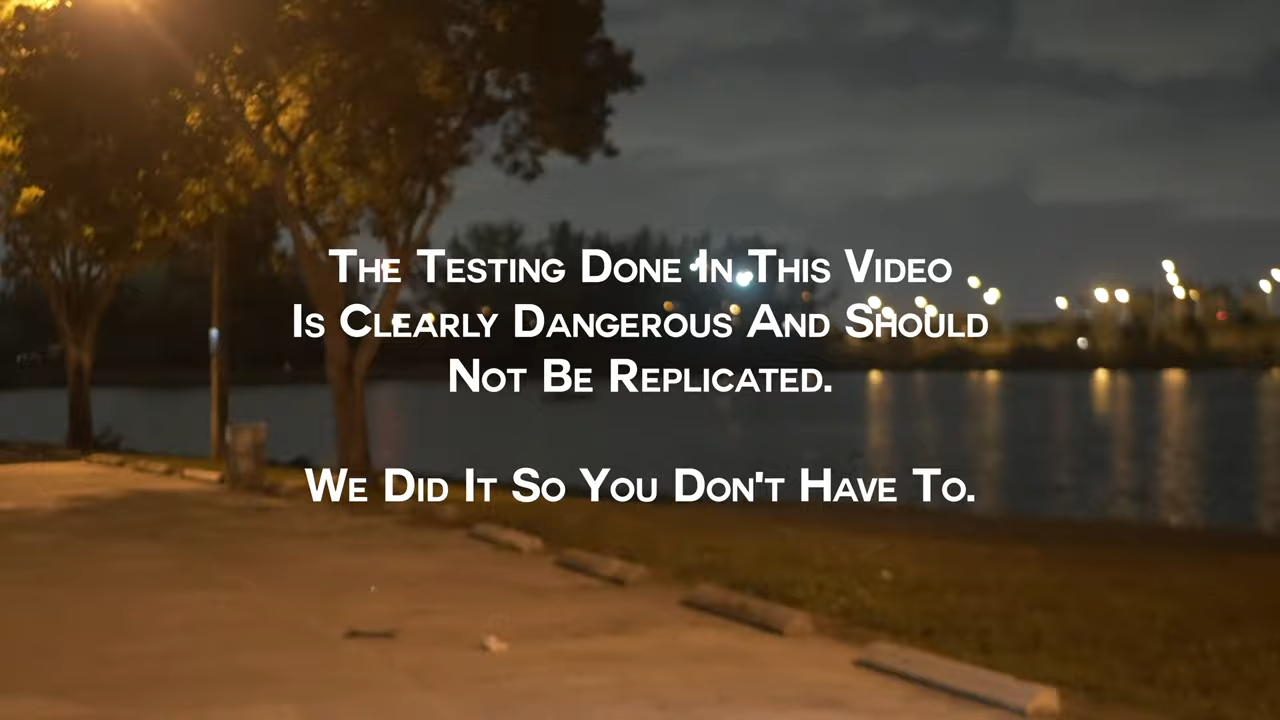 The Testing Done In This Video
Is Clearly Dangerous And Should
Not Be Replicated.
We Did It So You Don't Have To.